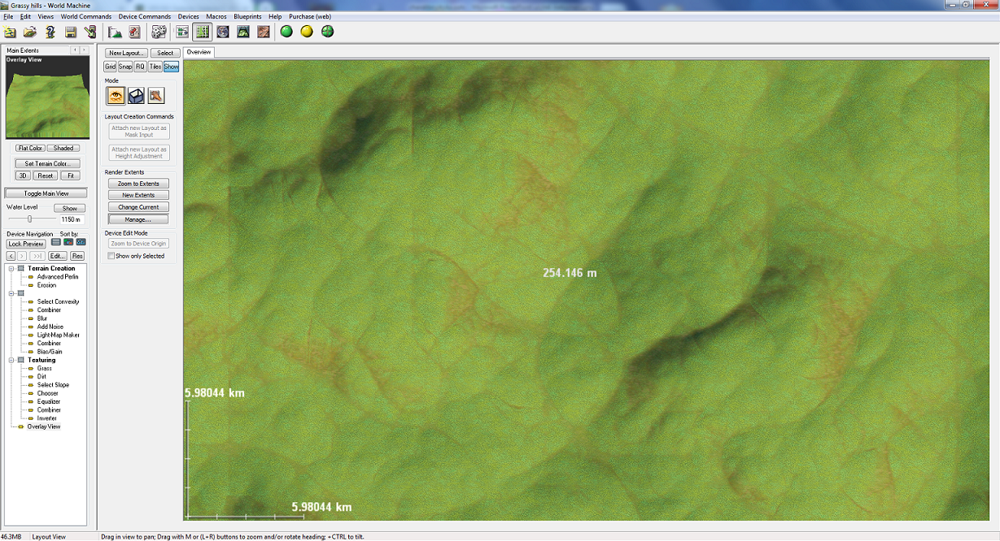 Grassy hills - World Machine
File Edit Views World Commands Device Commands Devices Macros Blueprints Help Purchase (web)
Main Extents
Overlay View
Flat Color Shaded
Set Terrain Color...
3D Reset Fit
Toggle Main View
Water Level Show
1150 m
Device Navigation Sort by:
Lock Preview
< > >>| Edit... Res
Terrain Creation
Advanced Perlin
Erosion
Select Convexity
Combiner
Blur
Add Noise
Light-Map Maker
Combiner
Bias/Gain
Texturing
Grass
Dirt
Select Slope
Chooser
Equalizer
Combiner
Inverter
Overlay View
New Layout... Select
Grid Snap RQ Tiles Show
Mode
Layout Creation Commands
Attach new Layout as
Mask Input
Attach new Layout as
Height Adjustment
Render Extents
Zoom to Extents
New Extents
Change Current
Manage...
Device Edit Mode
Zoom to Device Origin
Show only Selected
Overview
254.146 m
5.98044 km
5.98044 km
46.3MB Layout View Drag in view to pan; Drag with M or (L+R) buttons to zoom and/or rotate heading; +CTRL to tilt.